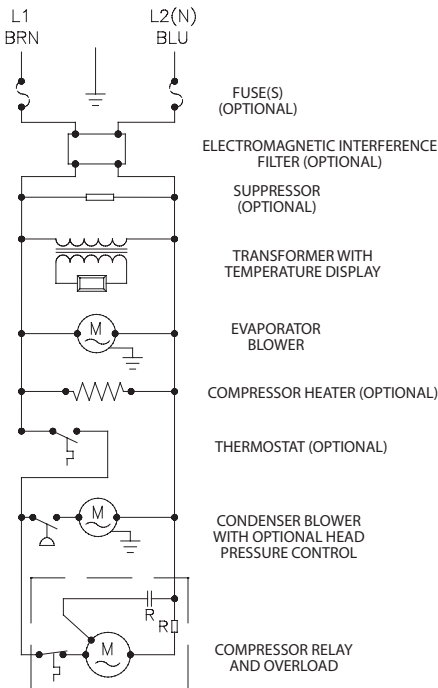 L1
BRN
L2(N)
BLU
FUSE(S)
(OPTIONAL)
ELECTROMAGNETIC INTERFERENCE
FILTER (OPTIONAL)
SUPPRESSOR
(OPTIONAL)
TRANSFORMER WITH
TEMPERATURE DISPLAY
M
EVAPORATOR
BLOWER
COMPRESSOR HEATER (OPTIONAL)
THERMOSTAT (OPTIONAL)
M
CONDENSER BLOWER
WITH OPTIONAL HEAD
PRESSURE CONTROL
R
R
M
COMPRESSOR RELAY
AND OVERLOAD